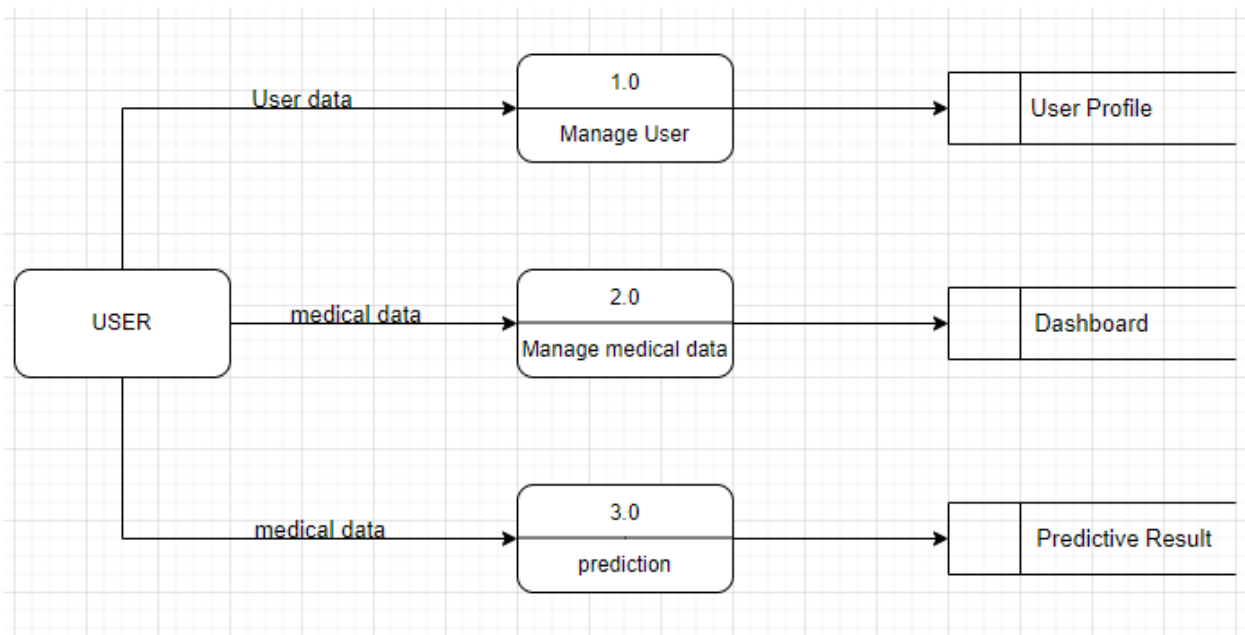 User data
1.0
Manage User
User Profile
USER
medical data
2.0
Manage medical data
Dashboard
medical data
3.0
prediction
Predictive Result